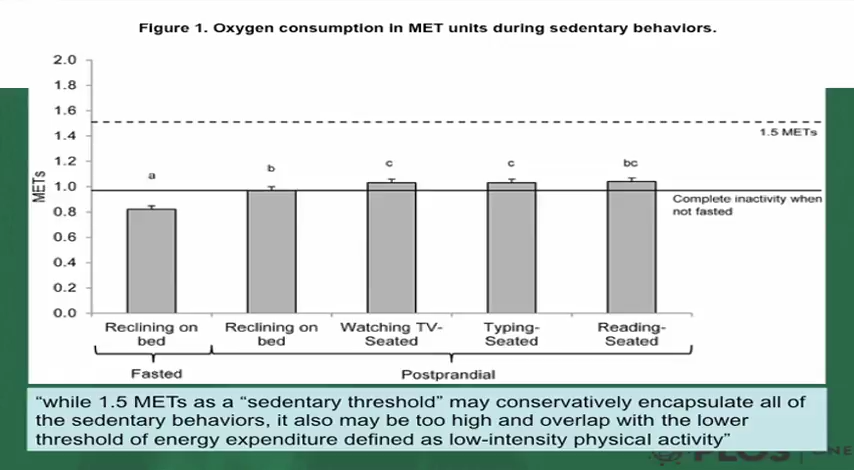 Figure 1. Oxygen consumption in MET units during sedentary behaviors.
2.0
1.8
1.6
1.4
1.2
1.0
0.8
0.6
0.4
0.2
0.0
METs
1.5 METs
a
b
c
c
bc
Complete inactivity when
not fasted
Reclining on
bed
Reclining on
bed
Watching TV-
Seated
Typing-
Seated
Reading-
Seated
Fasted
Postprandial
“while 1.5 METs as a “sedentary threshold” may conservatively encapsulate all of
the sedentary behaviors, it also may be too high and overlap with the lower
threshold of energy expenditure defined as low-intensity physical activity”
PLOS